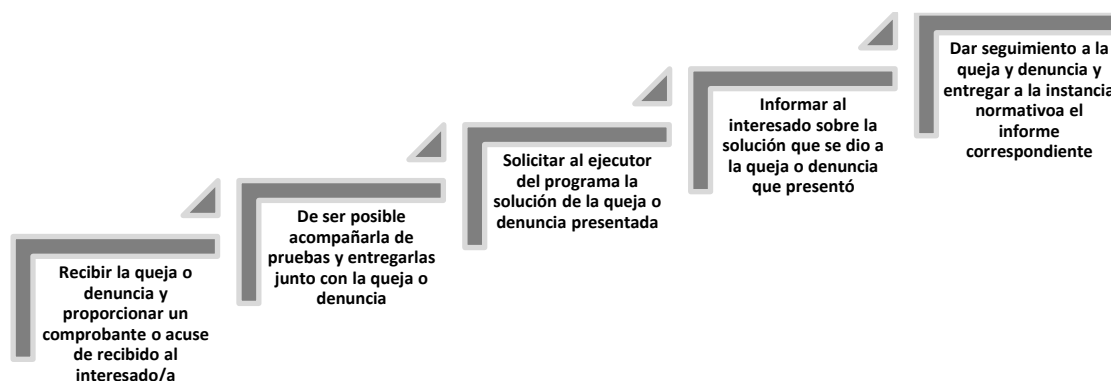 Recibir la queja o
denuncia y
proporcionar un
comprobante o acuse
de recibido al
interesado/a
De ser posible
acompañarla de
pruebas y entregarlas
junto con la queja o
denuncia
Solicitar al ejecutor
del programa la
solución de la queja o
denuncia presentada
Informar al
interesado sobre la
solución que se dio a
la queja o denuncia
que presentó
Dar seguimiento a la
queja y denuncia y
entregar a la instancia
normativoa el
informe
correspondiente